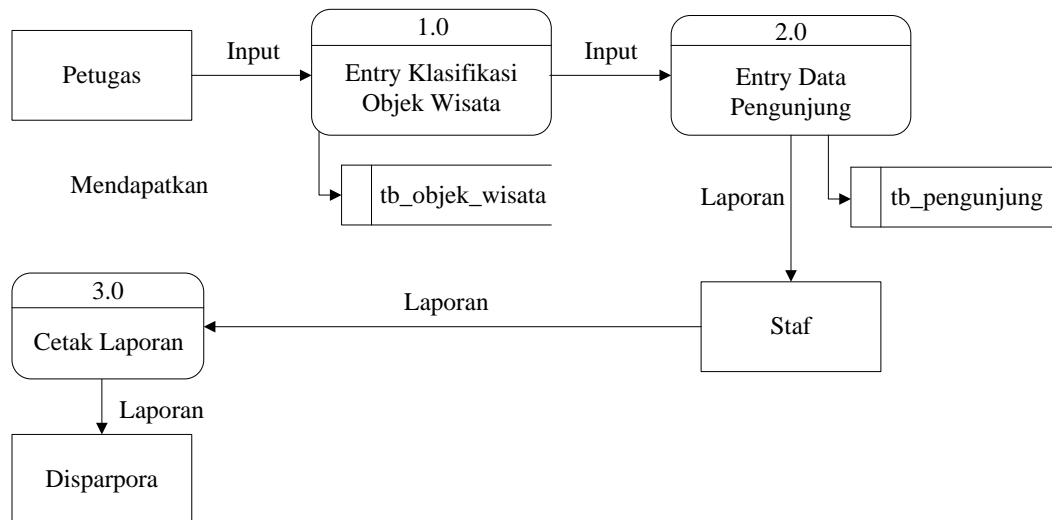 1.0
2.0
Petugas
Input
Entry Klasifikasi
Objek Wisata
Input
Entry Data
Pengunjung
Mendapatkan
tb_objek_wisata
Laporan
tb_pengunjung
3.0
Cetak Laporan
Laporan
Staf
Laporan
Disparpora